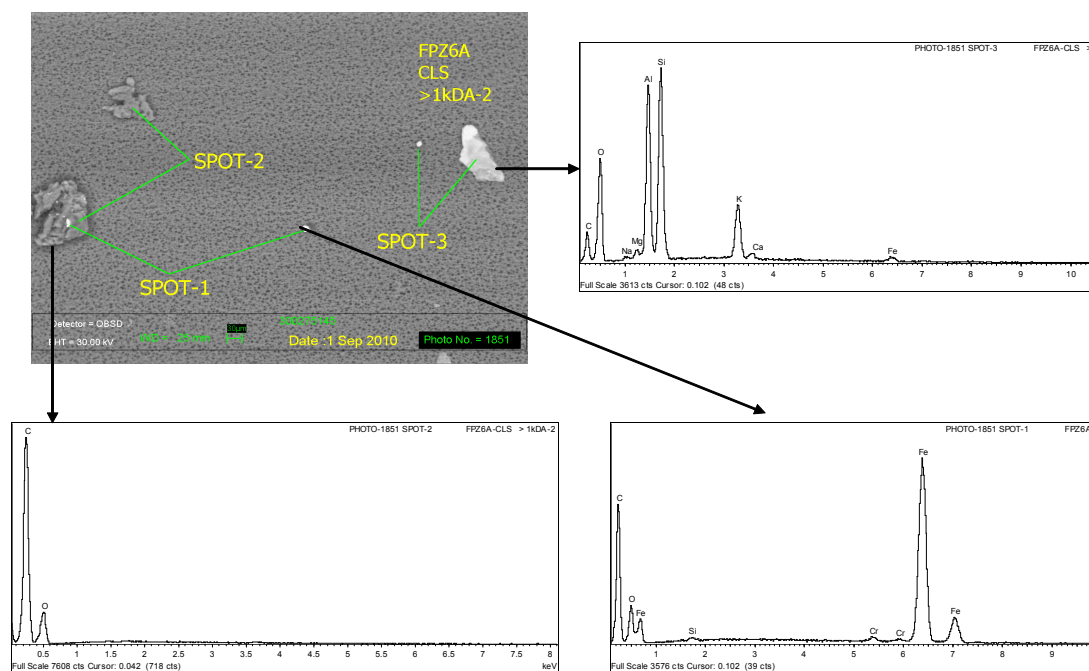 FPZ6A
CLS
>1kDA-2
SPOT-2
SPOT-3
SPOT-1
Detector = QBSD
EHT = 30.00 kV
30µm
Date :1 Sep 2010
Photo No. = 1851
PHOTO-1851 SPOT-3 FPZ6A-CLS >
Si
Al
O
K
C
Mg
Na
Ca
Fe
1 2 3 4 5 6 7 8 9 10
Full Scale 3613 cts Cursor: 0.102 (48 cts)
PHOTO-1851 SPOT-2 FPZ6A-CLS > 1kDA-2
C
O
0.5 1 1.5 2 2.5 3 3.5 4 4.5 5 5.5 6 6.5 7 7.5 8
Full Scale 7608 cts Cursor: 0.042 (718 cts) keV
PHOTO-1851 SPOT-1 FPZ6A
Fe
C
O
Fe
Fe
Si
Cr
Cr
1 2 3 4 5 6 7 8 9
Full Scale 3576 cts Cursor: 0.102 (39 cts)